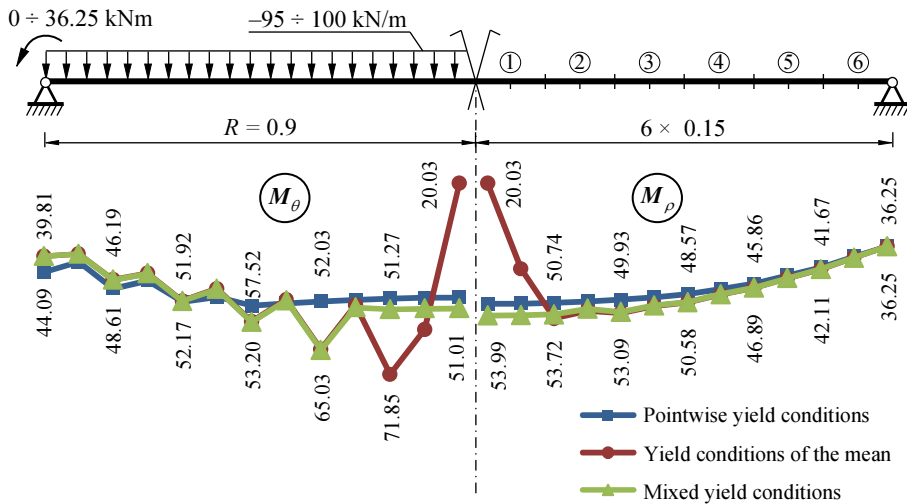 0 ÷ 36.25 kNm
–95 ÷ 100 kN/m
① ② ③ ④ ⑤ ⑥
R = 0.9
6 × 0.15
M_θ
M_ρ
39.81
46.19
51.92
57.52
52.03
51.27
20.03
20.03
50.74
49.93
48.57
45.86
41.67
36.25
44.09
48.61
52.17
53.20
65.03
71.85
51.01
53.99
53.72
53.09
50.58
46.89
42.11
36.25
Pointwise yield conditions
Yield conditions of the mean
Mixed yield conditions